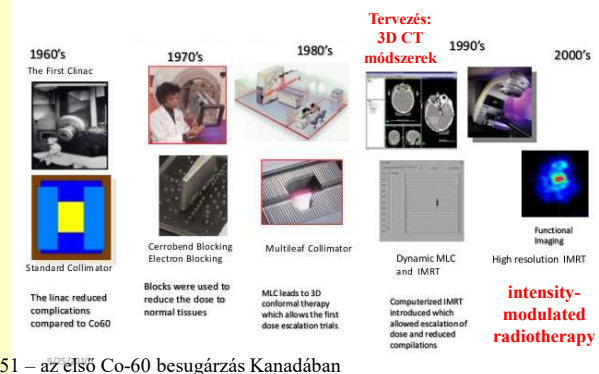 Tervezés:
3D CT
módszerek
1960's
1970's
1980's
1990's
2000's
The First Clinac
Standard Collimator
Cerrobend Blocking
Electron Blocking
Multileaf Collimator
Dynamic MLC
and IMRT
Functional
Imaging
High resolution IMRT
The linac reduced
complications
compared to Co60
Blocks were used to
reduce the dose to
normal tissues
MLC leads to 3D
conformal therapy
which allows the first
dose escalation trials.
Computerized IMRT
introduced which
allowed escalation of
dose and reduced
compilations
intensity-
modulated
radiotherapy
51 – az első Co-60 besugárzás Kanadában